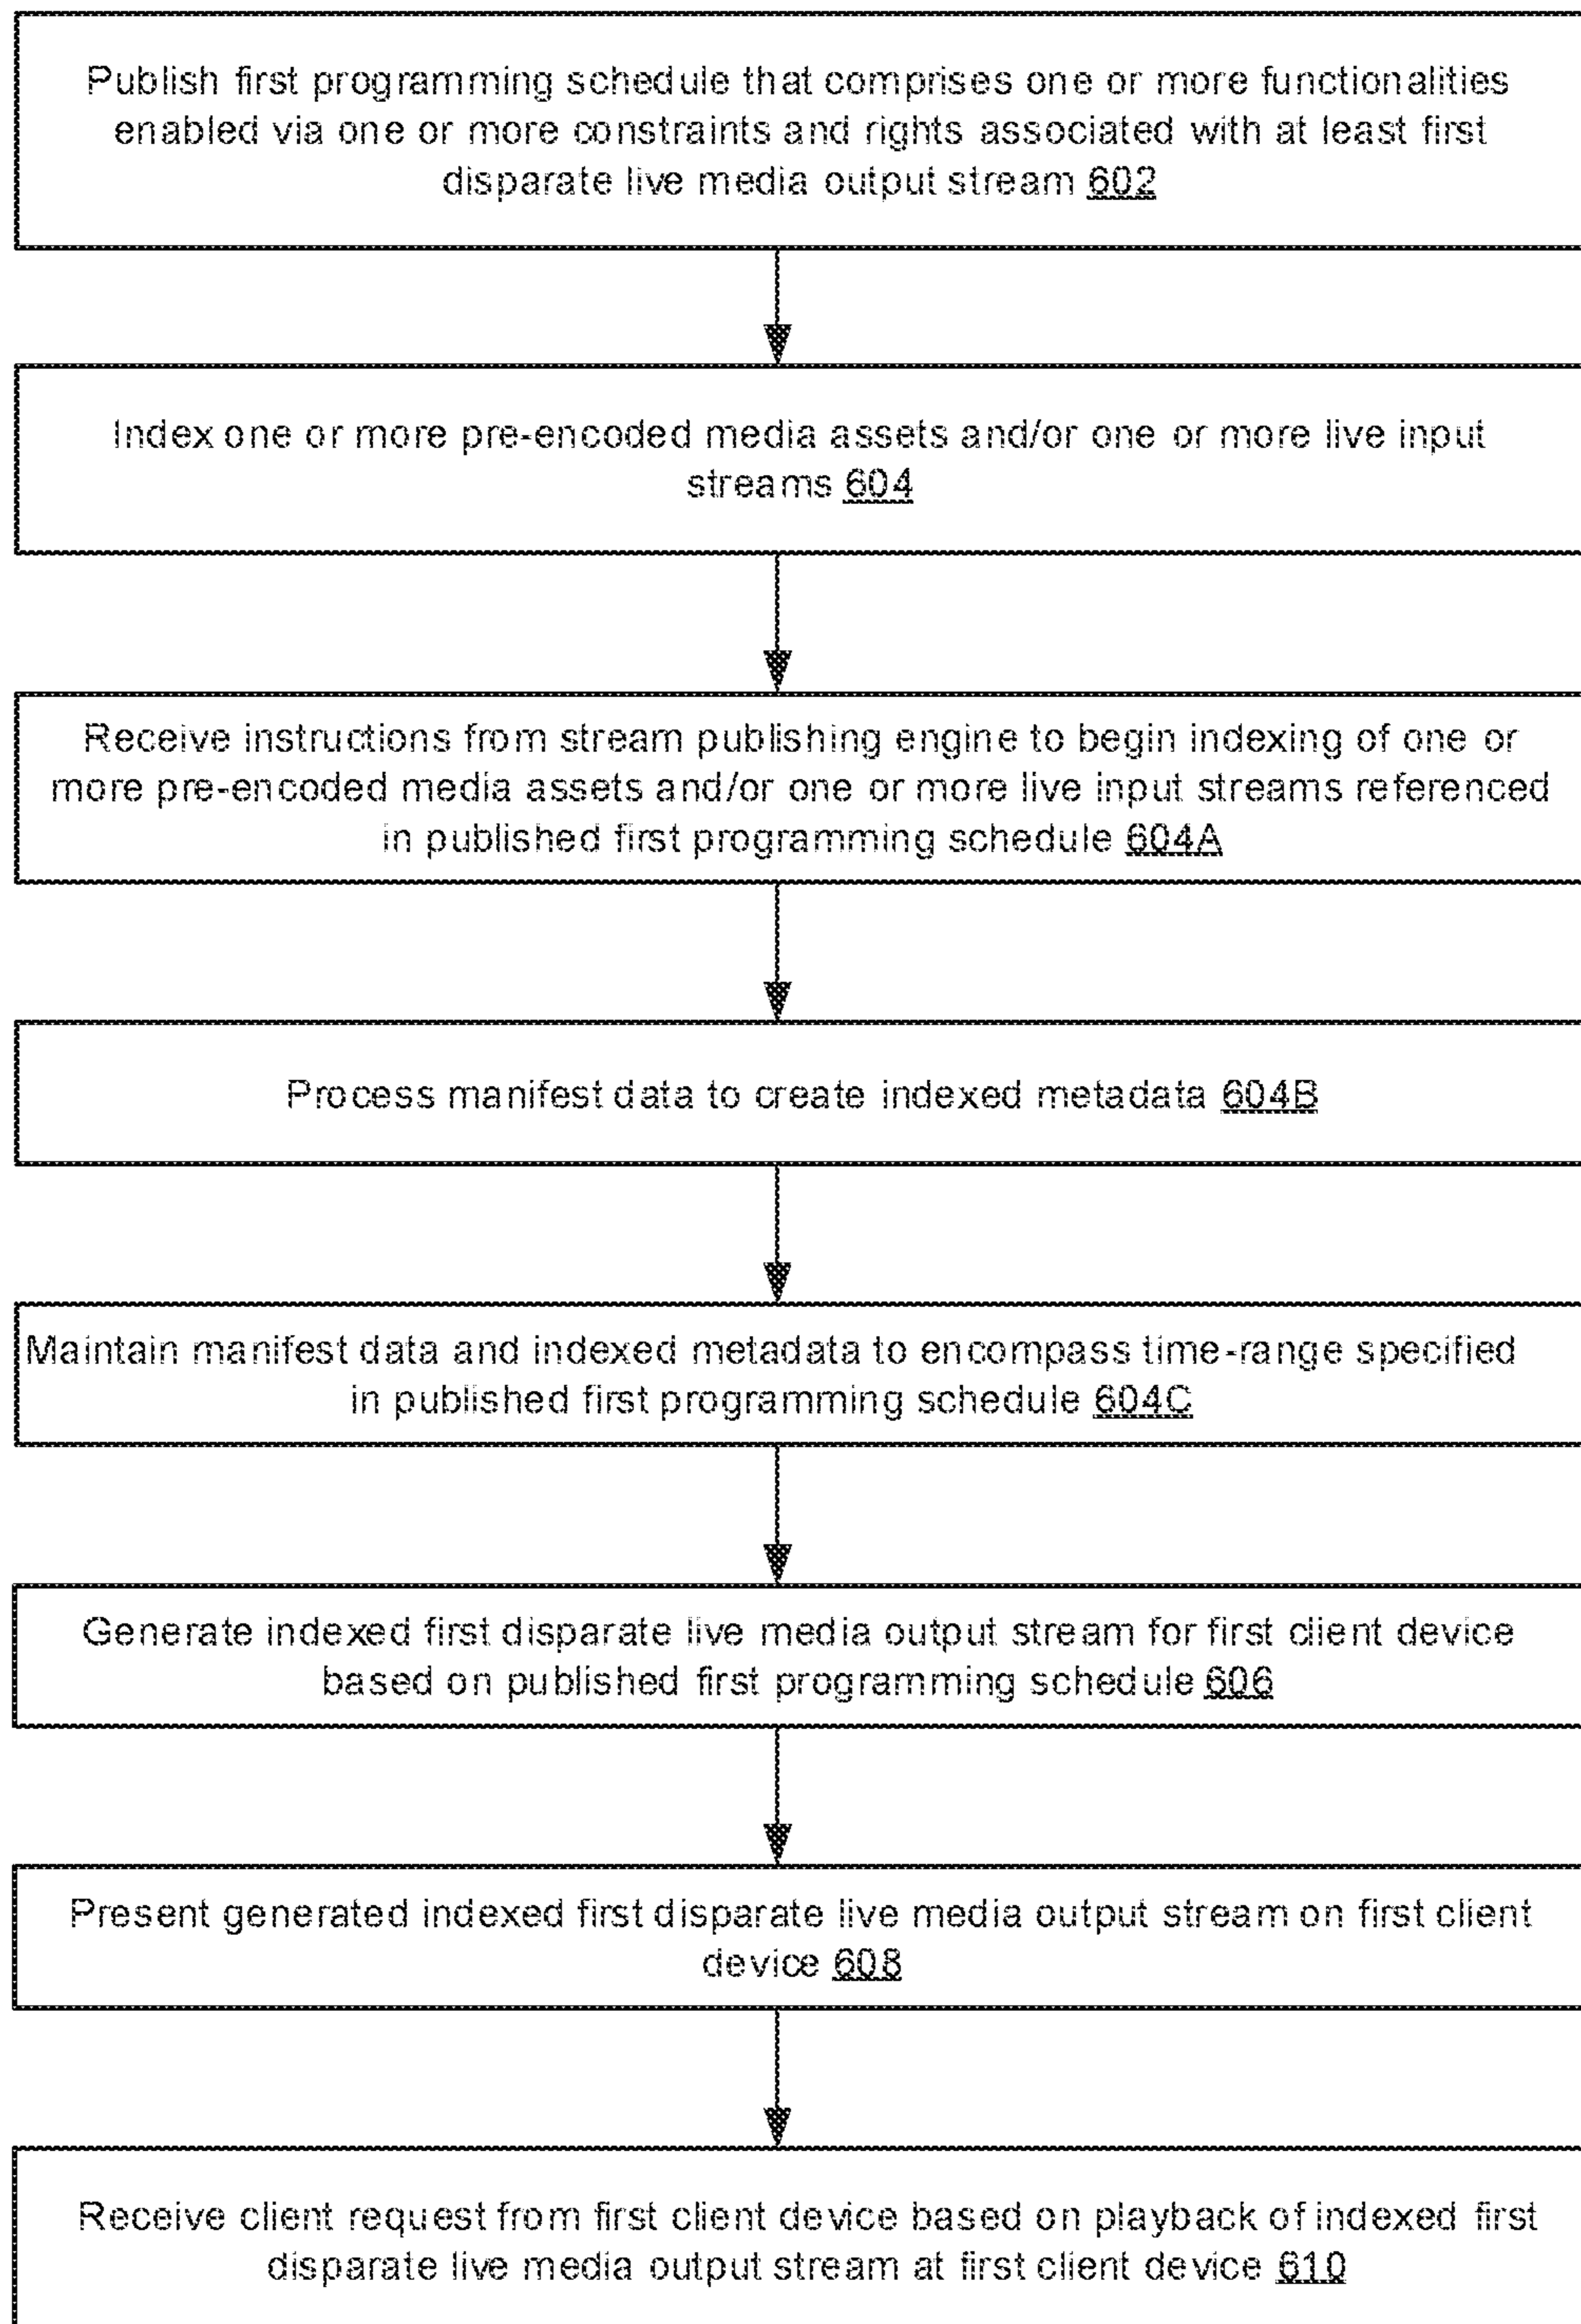 Publish first programming schedule that comprises one or more functionalities
enabled via one or more constraints and rights associated with at least first
disparate live media output stream 602
Index one or more pre-encoded media assets and/or one or more live input
streams 604
Receive instructions from stream publishing engine to begin indexing of one or
more pre-encoded media assets and/or one or more live input streams referenced
in published first programming schedule 604A
Process manifest data to create indexed metadata 604B
Maintain manifest data and indexed metadata to encompass time-range specified
in published first programming schedule 604C
Generate indexed first disparate live media output stream for first client device
based on published first programming schedule 606
Present generated indexed first disparate live media output stream on first client
device 608
Receive client request from first client device based on playback of indexed first
disparate live media output stream at first client device 610